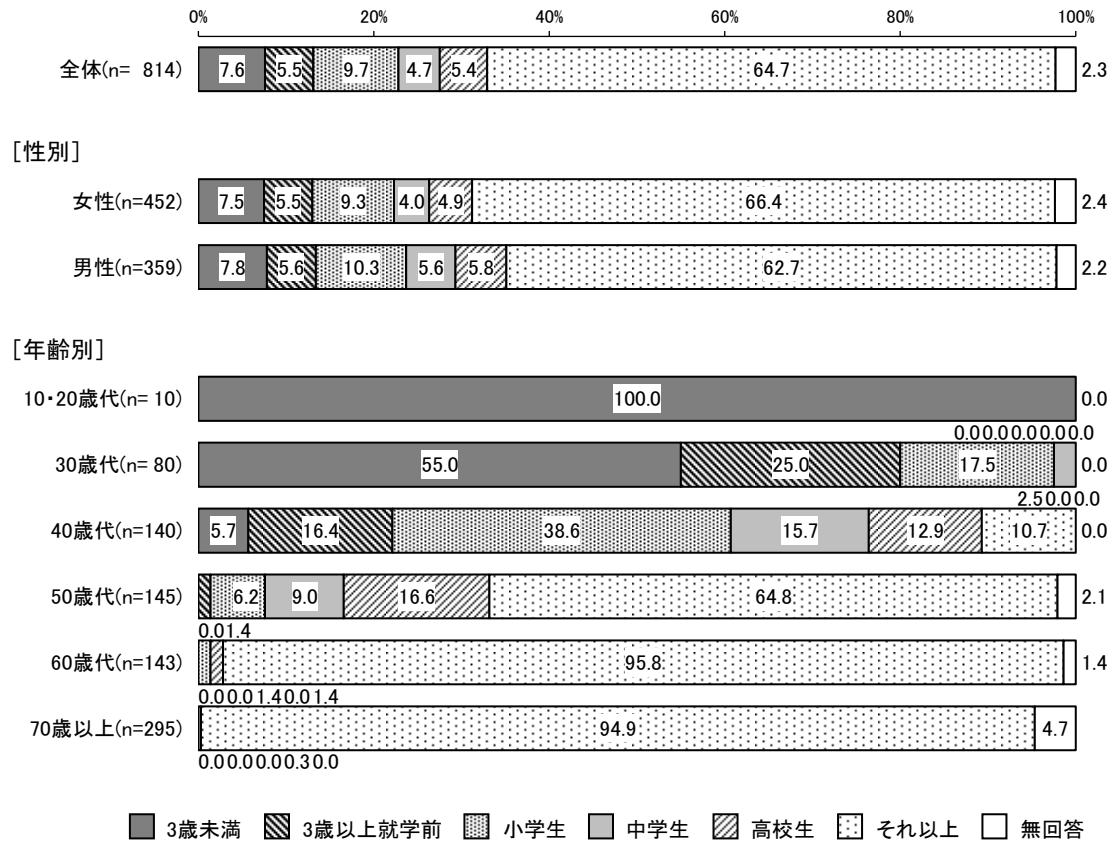 0% 20% 40% 60% 80% 100%
全体(n= 814) 7.6 5.5 9.7 4.7 5.4 64.7 2.3
[性別]
女性(n=452) 7.5 5.5 9.3 4.0 4.9 66.4 2.4
男性(n=359) 7.8 5.6 10.3 5.6 5.8 62.7 2.2
[年齢別]
10・20歳代(n= 10) 100.0 0.0
0.00.00.00.00.0
30歳代(n= 80) 55.0 25.0 17.5 0.0
2.50.00.0
40歳代(n=140) 5.7 16.4 38.6 15.7 12.9 10.7 0.0
50歳代(n=145) 6.2 9.0 16.6 64.8 2.1
0.01.4
60歳代(n=143) 95.8 1.4
0.00.01.40.01.4
70歳以上(n=295) 94.9 4.7
0.00.00.00.30.0
3歳未満 3歳以上就学前 小学生 中学生 高校生 それ以上 無回答